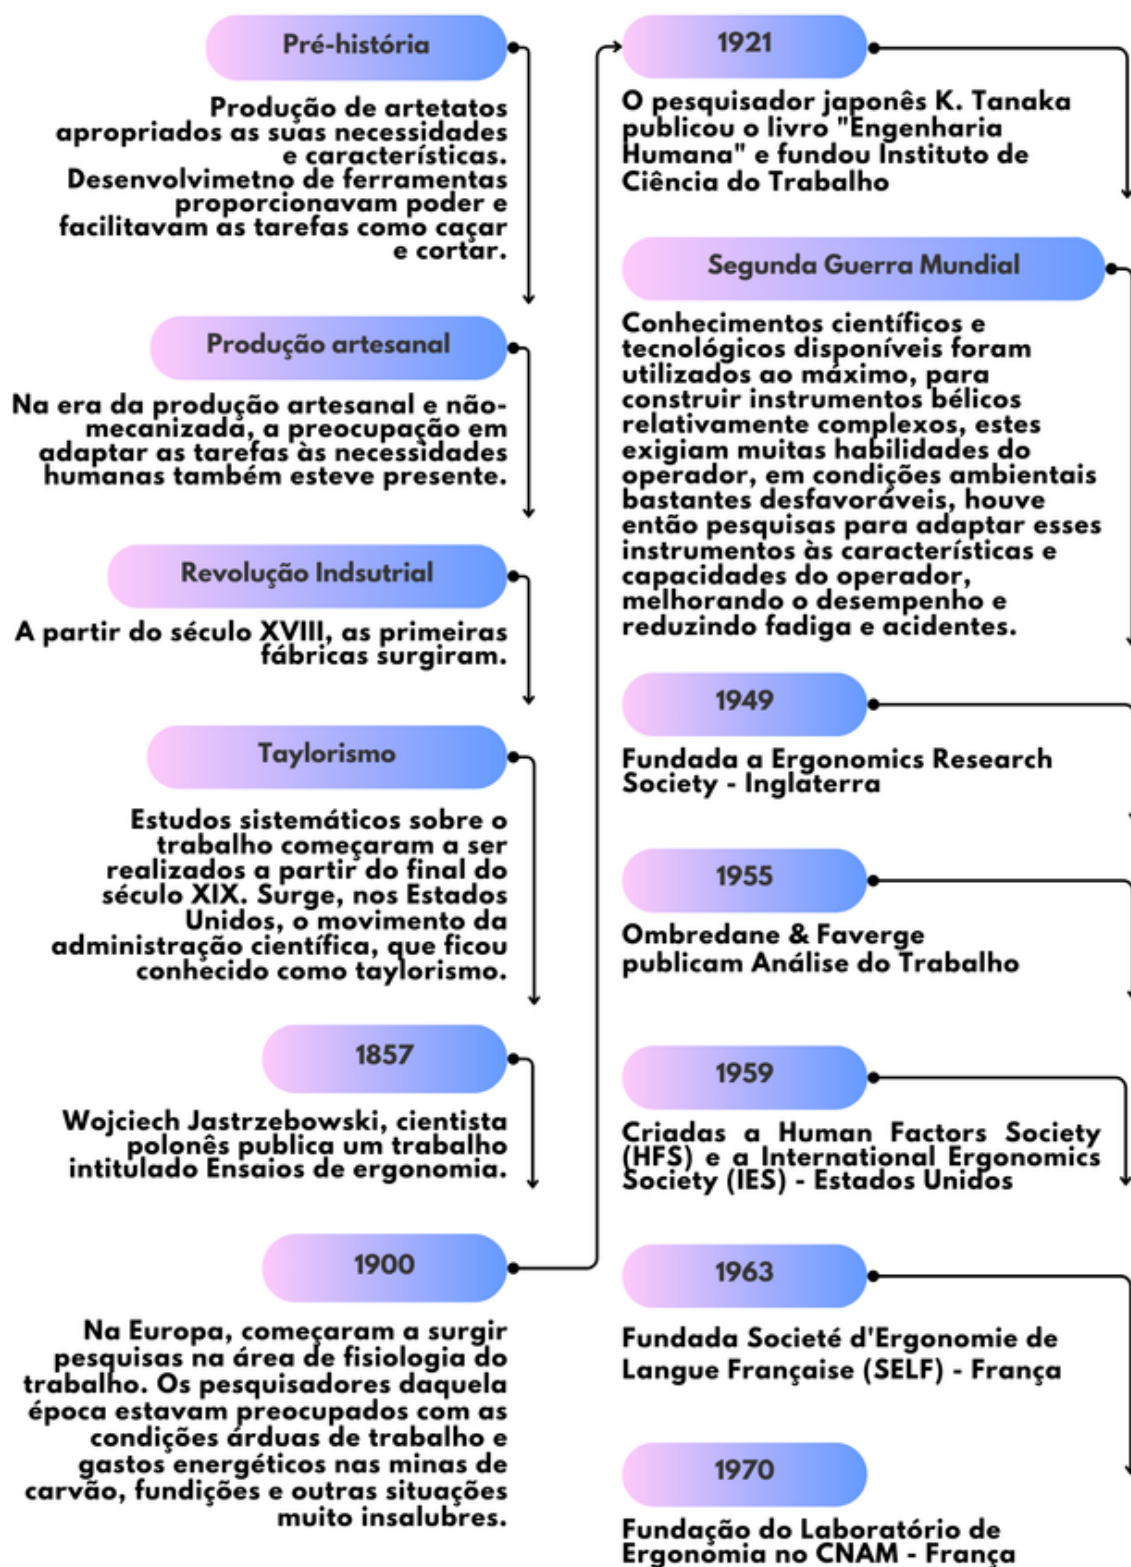 Pré-história
Produção de artetatos
apropriados as suas necessidades
e características.
Desenvolvimetno de ferramentas
proporcionavam poder e
facilitavam as tarefas como caçar
e cortar.
Produção artesanal
Na era da produção artesanal e não-
mecanizada, a preocupação em
adaptar as tarefas às necessidades
humanas também esteve presente.
Revolução Indsutrial
A partir do século XVIII, as primeiras
fábricas surgiram.
Taylorismo
Estudos sistemáticos sobre o
trabalho começaram a ser
realizados a partir do final do
século XIX. Surge, nos Estados
Unidos, o movimento da
administração científica, que ficou
conhecido como taylorismo.
1857
Wojciech Jastrzebowski, cientista
polonês publica um trabalho
intitulado Ensaios de ergonomia.
1900
Na Europa, começaram a surgir
pesquisas na área de fisiologia do
trabalho. Os pesquisadores daquela
época estavam preocupados com as
condições árduas de trabalho e
gastos energéticos nas minas de
carvão, fundições e outras situações
muito insalubres.
1921
O pesquisador japonês K. Tanaka
publicou o livro "Engenharia
Humana" e fundou Instituto de
Ciência do Trabalho
Segunda Guerra Mundial
Conhecimentos científicos e
tecnológicos disponíveis foram
utilizados ao máximo, para
construir instrumentos bélicos
relativamente complexos, estes
exigiam muitas habilidades do
operador, em condições ambientais
bastantes desfavoráveis, houve
então pesquisas para adaptar esses
instrumentos às características e
capacidades do operador,
melhorando o desempenho e
reduzindo fadiga e acidentes.
1949
Fundada a Ergonomics Research
Society - Inglaterra
1955
Ombredane & Faverge
publicam Análise do Trabalho
1959
Criadas a Human Factors Society
(HFS) e a International Ergonomics
Society (IES) - Estados Unidos
1963
Fundada Societé d'Ergonomie de
Langue Française (SELF) - França
1970
Fundação do Laboratório de
Ergonomia no CNAM - França